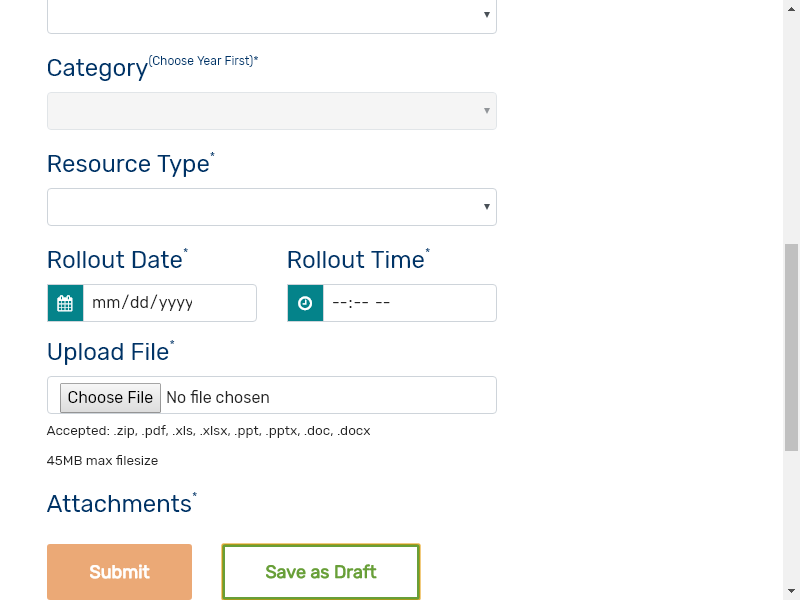 Category(Choose Year First)*
Resource Type*
Rollout Date* Rollout Time*
mm/dd/yyyy --:-- --
Upload File*
Choose File No file chosen
Accepted: .zip, .pdf, .xls, .xlsx, .ppt, .pptx, .doc, .docx
45MB max filesize
Attachments*
Submit Save as Draft